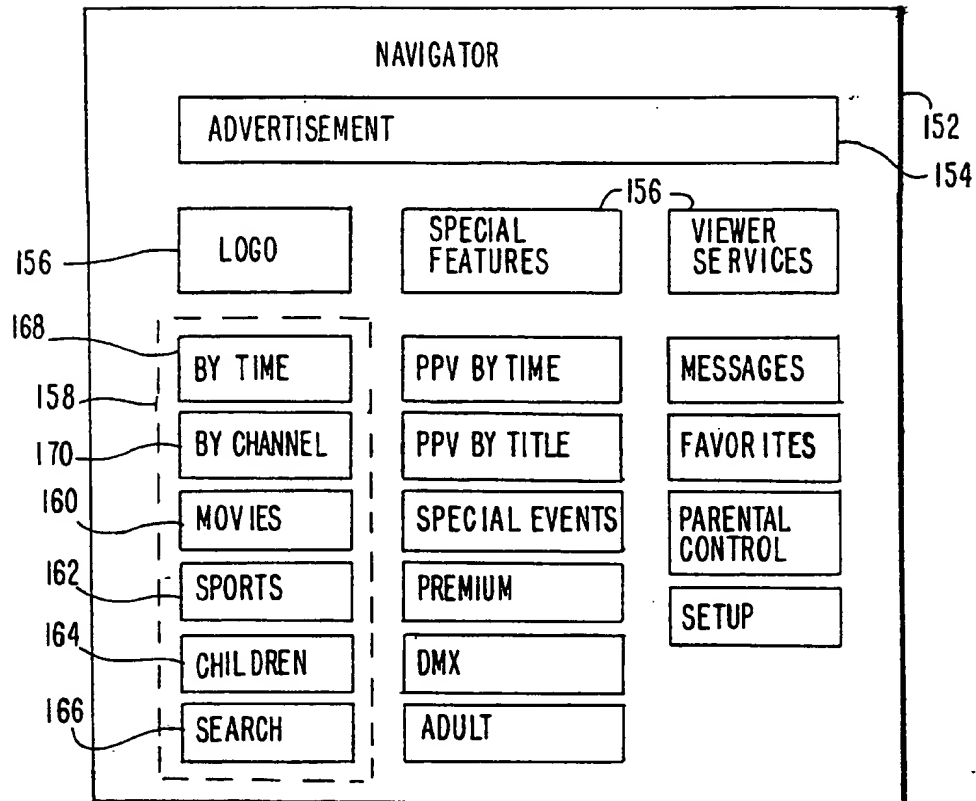 NAVIGATOR
ADVERTISEMENT
152
154
156
156
LOGO
SPECIAL
FEATURES
VIEWER
SERVICES
168
158
170
160
162
164
166
BY TIME
BY CHANNEL
MOVIES
SPORTS
CHILDREN
SEARCH
PPV BY TIME
PPV BY TITLE
SPECIAL EVENTS
PREMIUM
DMX
ADULT
MESSAGES
FAVORITES
PARENTAL
CONTROL
SETUP